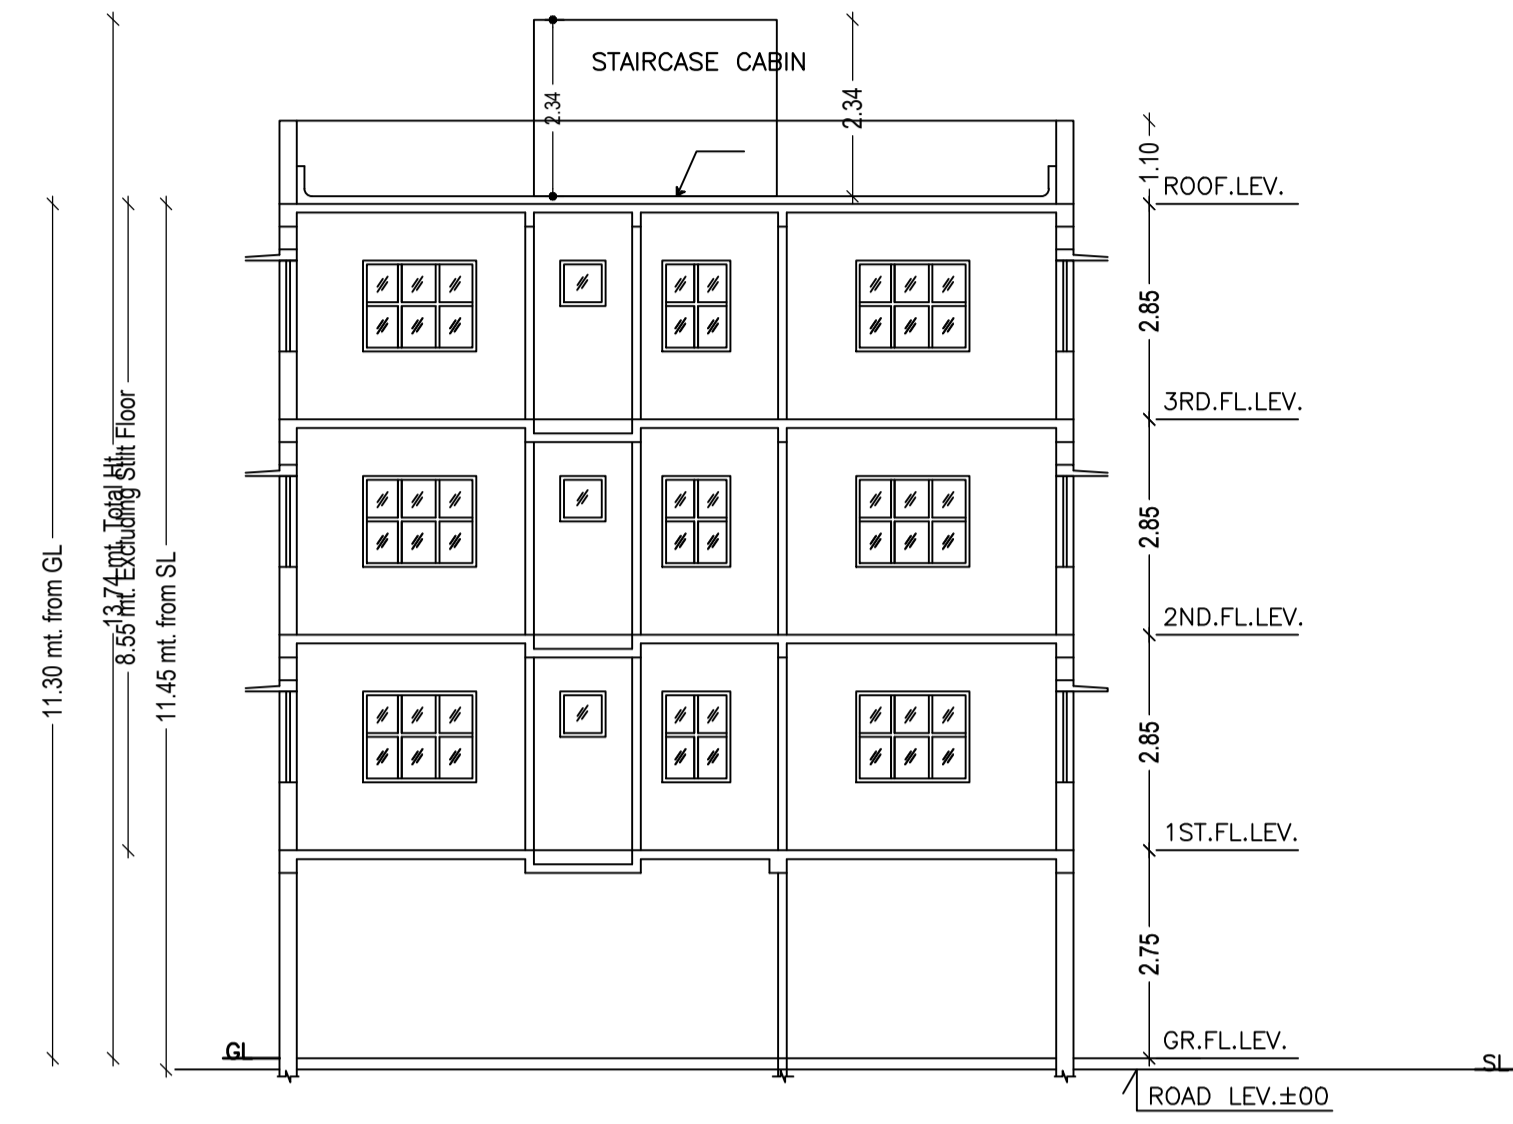 STAIRCASE CABIN
2.34
2.34
1.10
ROOF.LEV.
2.85
3RD.FL.LEV.
2.85
2ND.FL.LEV.
2.85
1ST.FL.LEV.
2.75
GR.FL.LEV.
GL
SL
ROAD LEV.±00
11.30 mt. from GL
13.74 mt. Total Ht.
8.55 mt. Excluding Stilt Floor
11.45 mt. from SL